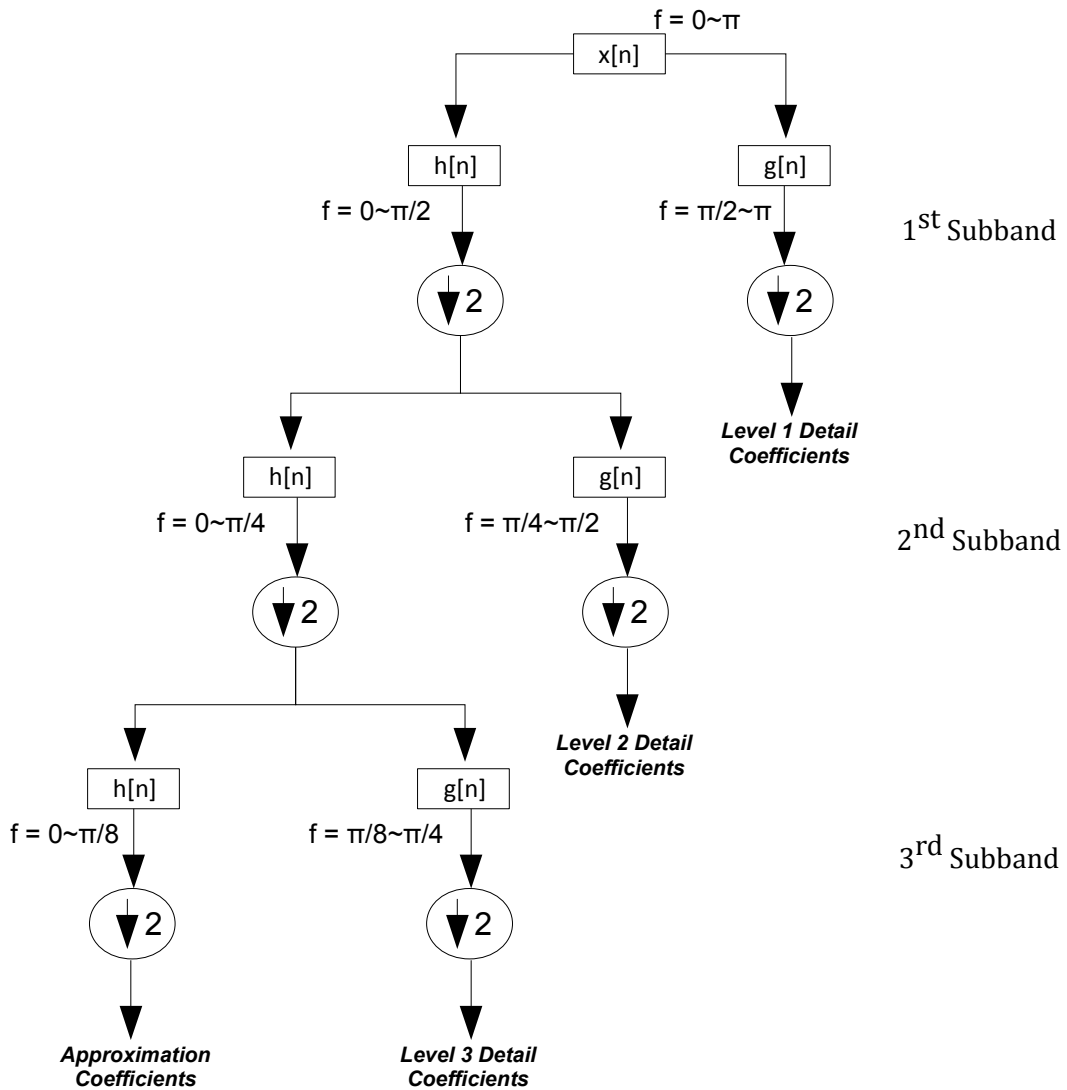 f = 0~π
x[n]
h[n]
g[n]
f = 0~π/2
f = π/2~π
1st Subband
2
2
Level 1 Detail
Coefficients
h[n]
g[n]
f = 0~π/4
f = π/4~π/2
2nd Subband
2
2
Level 2 Detail
Coefficients
h[n]
g[n]
f = 0~π/8
f = π/8~π/4
3rd Subband
2
2
Approximation
Coefficients
Level 3 Detail
Coefficients